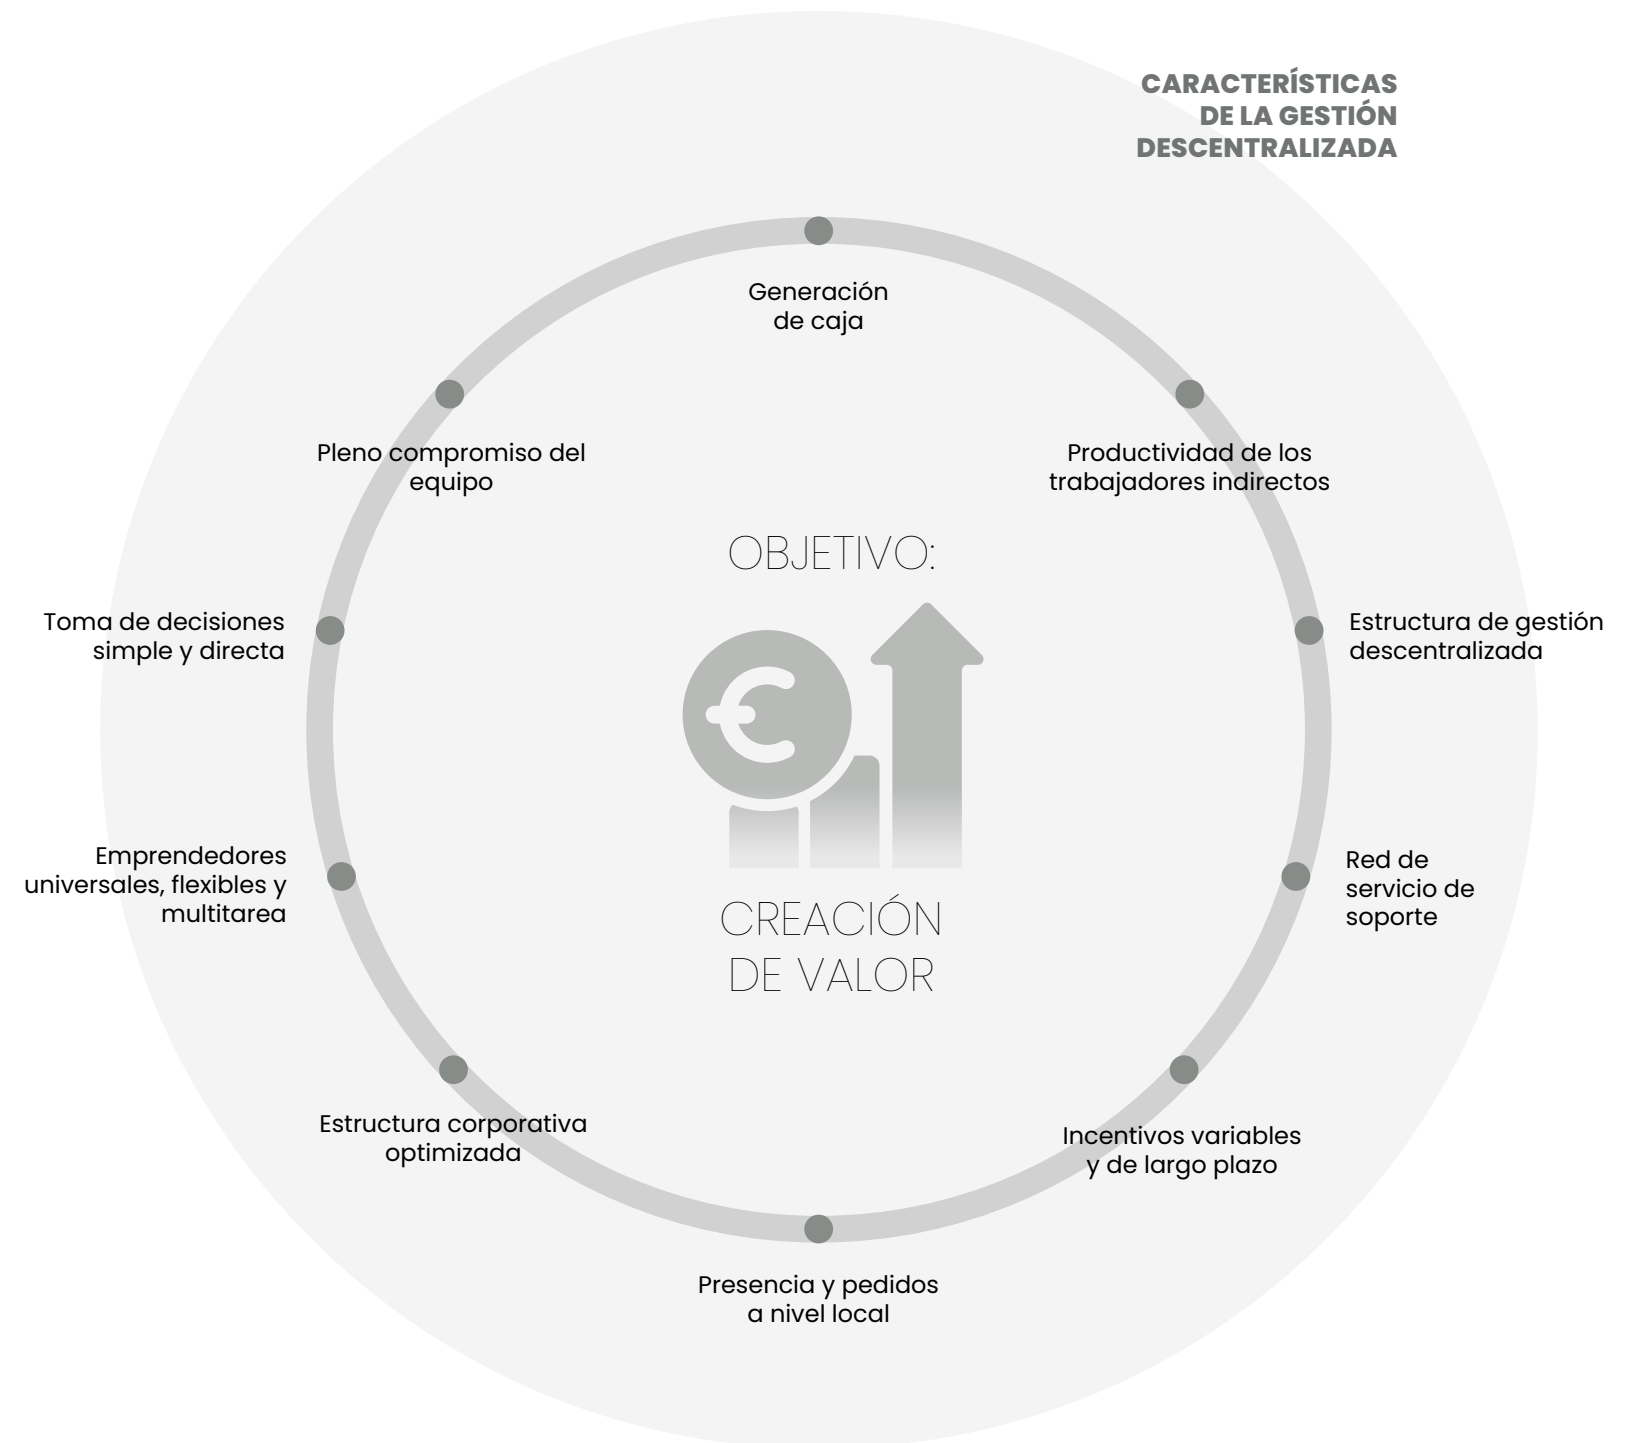 CARACTERÍSTICAS
DE LA GESTIÓN
DESCENTRALIZADA
Generación
de caja
Pleno compromiso del
equipo
Productividad de los
trabajadores indirectos
OBJETIVO:
Toma de decisiones
simple y directa
Estructura de gestión
descentralizada
€
Emprendedores
universales, flexibles y
multitarea
Red de
servicio de
soporte
CREACIÓN
DE VALOR
Estructura corporativa
optimizada
Incentivos variables
y de largo plazo
Presencia y pedidos
a nivel local